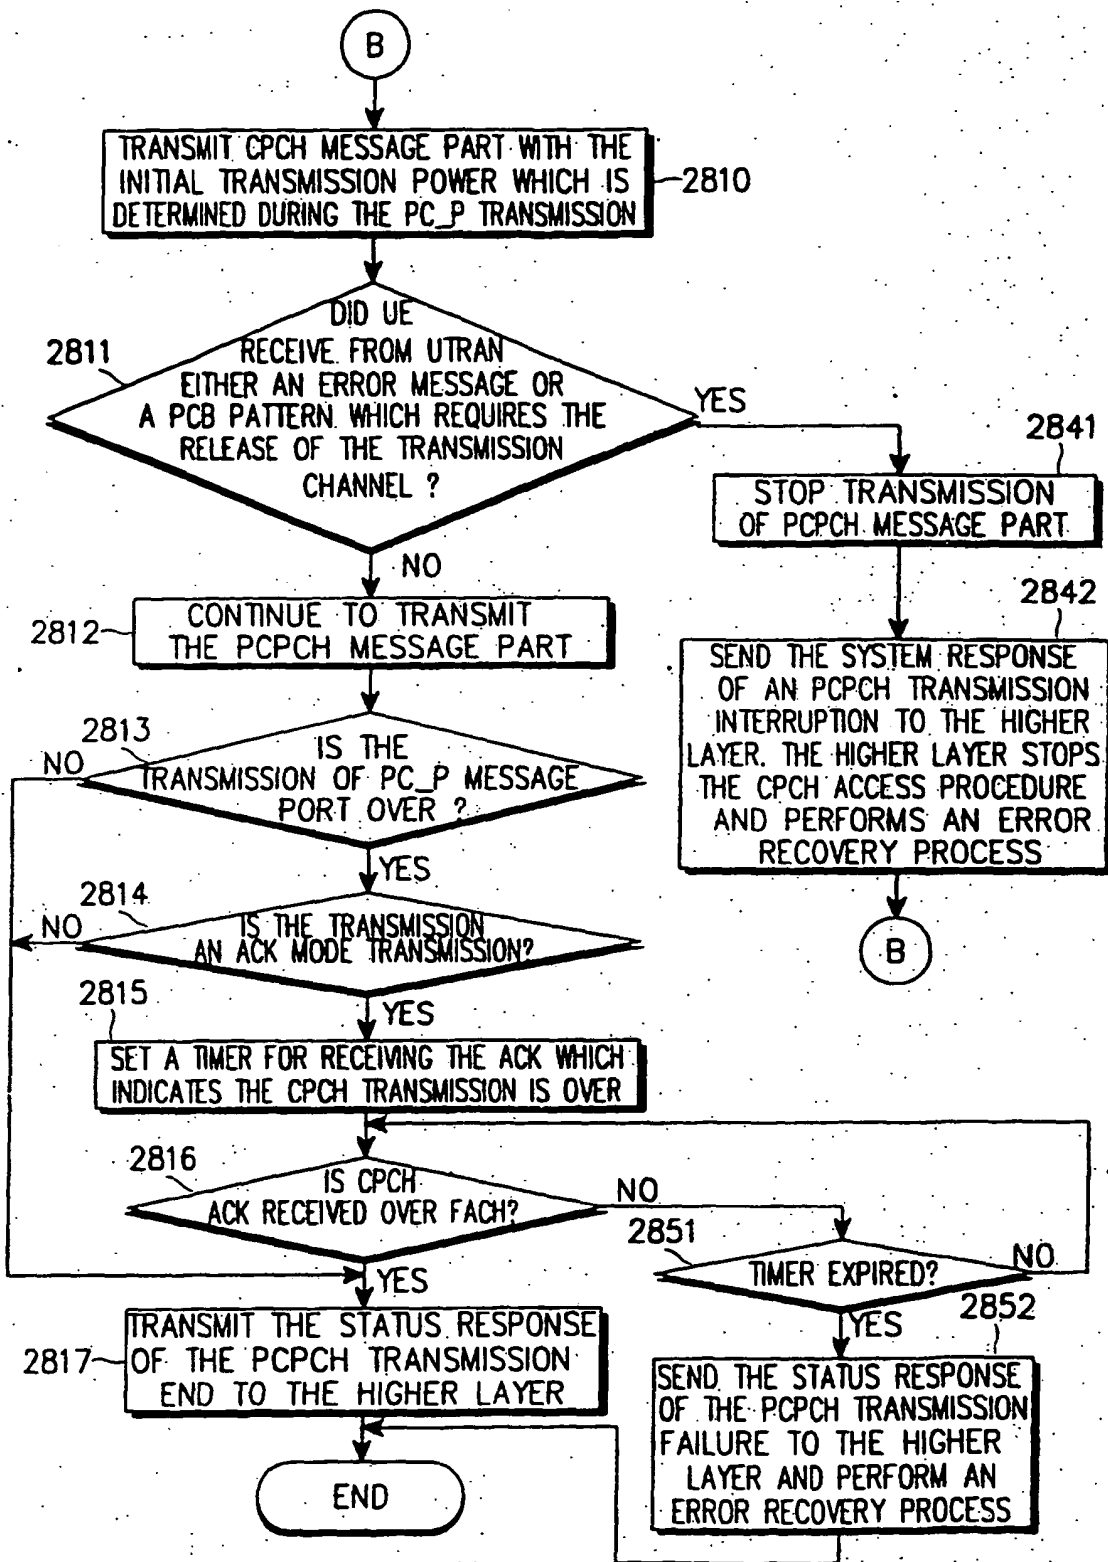 B
TRANSMIT CPCH MESSAGE PART WITH THE
INITIAL TRANSMISSION POWER WHICH IS
DETERMINED DURING THE PC_P TRANSMISSION
2810
DID UE
RECEIVE FROM UTRAN
EITHER AN ERROR MESSAGE OR
A PCB PATTERN WHICH REQUIRES THE
RELEASE OF THE TRANSMISSION
CHANNEL ?
2811
YES
NO
2841
STOP TRANSMISSION
OF PCPCH MESSAGE PART
2842
SEND THE SYSTEM RESPONSE
OF AN PCPCH TRANSMISSION
INTERRUPTION TO THE HIGHER
LAYER. THE HIGHER LAYER STOPS
THE CPCH ACCESS PROCEDURE
AND PERFORMS AN ERROR
RECOVERY PROCESS
B
2812
CONTINUE TO TRANSMIT
THE PCPCH MESSAGE PART
2813
NO
IS THE
TRANSMISSION OF PC_P MESSAGE
PORT OVER ?
YES
2814
NO
IS THE TRANSMISSION
AN ACK MODE TRANSMISSION?
YES
2815
SET A TIMER FOR RECEIVING THE ACK WHICH
INDICATES THE CPCH TRANSMISSION IS OVER
2816
IS CPCH
ACK RECEIVED OVER FACH?
NO
YES
2851
TIMER EXPIRED?
NO
YES
2852
SEND THE STATUS RESPONSE
OF THE PCPCH TRANSMISSION
FAILURE TO THE HIGHER
LAYER AND PERFORM AN
ERROR RECOVERY PROCESS
2817
TRANSMIT THE STATUS RESPONSE
OF THE PCPCH TRANSMISSION
END TO THE HIGHER LAYER
END